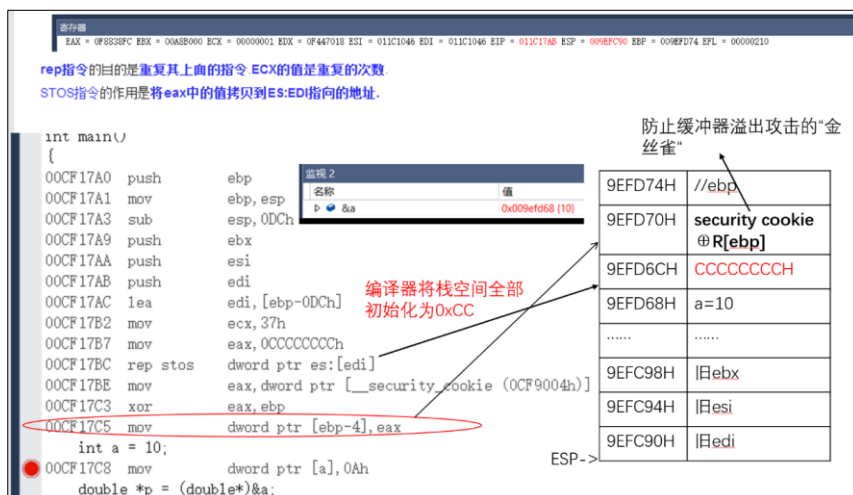 寄存器
EAX = 0F8838FC EBX = 00A8B000 ECX = 00000001 EDX = 0F447018 ESI = 011C1046 EDI = 011C1046 EIP = 011C17AB ESP = 009EFC90 EBP = 009EFD74 EFL = 00000210
rep指令的目的是重复其上面的指令.ECX的值是重复的次数.
STOS指令的作用是将eax中的值拷贝到ES:EDI指向的地址.
防止缓冲器溢出攻击的“金
丝雀“
int main()
{
00CF17A0 push ebp
00CF17A1 mov ebp,esp
00CF17A3 sub esp,0DCh
00CF17A9 push ebx
00CF17AA push esi
00CF17AB push edi
00CF17AC lea edi,[ebp-0DCh]
00CF17B2 mov ecx,37h
00CF17B7 mov eax,0CCCCCCCCh
00CF17BC rep stos dword ptr es:[edi]
00CF17BE mov eax,dword ptr [__security_cookie (0CF9004h)]
00CF17C3 xor eax,ebp
00CF17C5 mov dword ptr [ebp-4],eax
int a = 10;
00CF17C8 mov dword ptr [a],0Ah
double *p = (double*)&a;
监视 2
名称 值
&a 0x009efd68 {10}
编译器将栈空间全部
初始化为0xCC
9EFD74H //ebp
9EFD70H security cookie
⊕R[ebp]
9EFD6CH CCCCCCCCH
9EFD68H a=10
...... ......
9EFC98H 旧ebx
9EFC94H 旧esi
9EFC90H 旧edi
ESP->